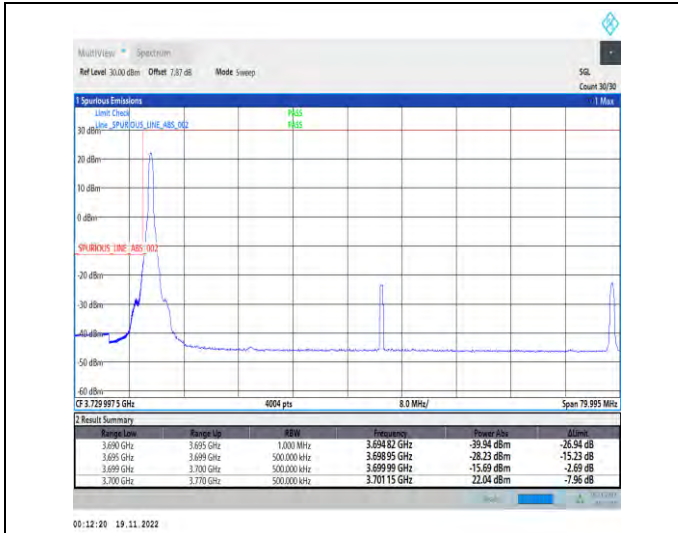 MultiView Spectrum
Ref Level 30.00 dBm Offset 7.87 dB Mode Sweep SGL
Count 30/30
1 Spurious Emissions 1 Max
Limit Check PASS
Line _SPURIOUS_LINE_ABS_002 PASS
30 dBm
20 dBm
10 dBm
0 dBm
SPURIOUS_LINE_ABS_002
-20 dBm
-30 dBm
-40 dBm
-50 dBm
-60 dBm
CF 3.729 997 5 GHz 4004 pts 8.0 MHz/ Span 79.995 MHz
2 Result Summary
Range Low Range Up RBW Frequency Power Abs ΔLimit
3.690 GHz 3.695 GHz 1.000 MHz 3.694 82 GHz -39.94 dBm -26.94 dB
3.695 GHz 3.699 GHz 500.000 kHz 3.698 95 GHz -28.23 dBm -15.23 dB
3.699 GHz 3.700 GHz 500.000 kHz 3.699 99 GHz -15.69 dBm -2.69 dB
3.700 GHz 3.770 GHz 500.000 kHz 3.701 15 GHz 22.04 dBm -7.96 dB
00:12:20 19.11.2022